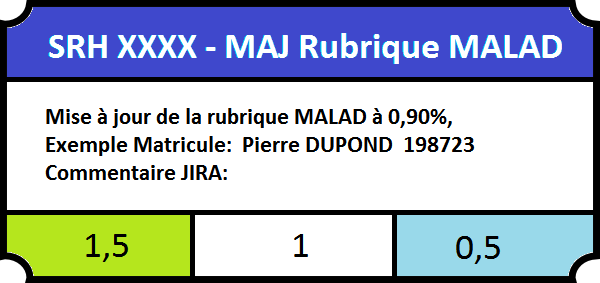 SRH XXXX - MAJ Rubrique MALAD
Mise à jour de la rubrique MALAD à 0,90%,
Exemple Matricule:  Pierre DUPOND  198723
Commentaire JIRA:
1,5
1
0,5